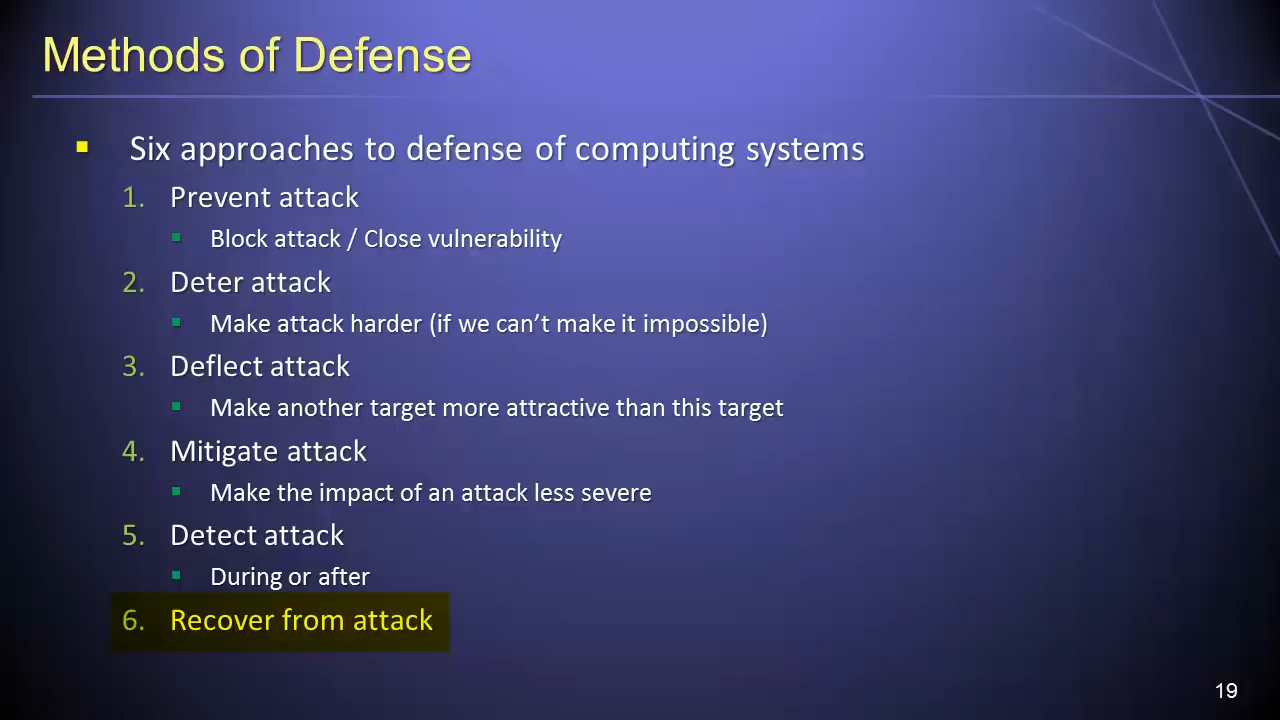 Methods of Defense
Six approaches to defense of computing systems
1. Prevent attack
Block attack / Close vulnerability
2. Deter attack
Make attack harder (if we can’t make it impossible)
3. Deflect attack
Make another target more attractive than this target
4. Mitigate attack
Make the impact of an attack less severe
5. Detect attack
During or after
6. Recover from attack
19